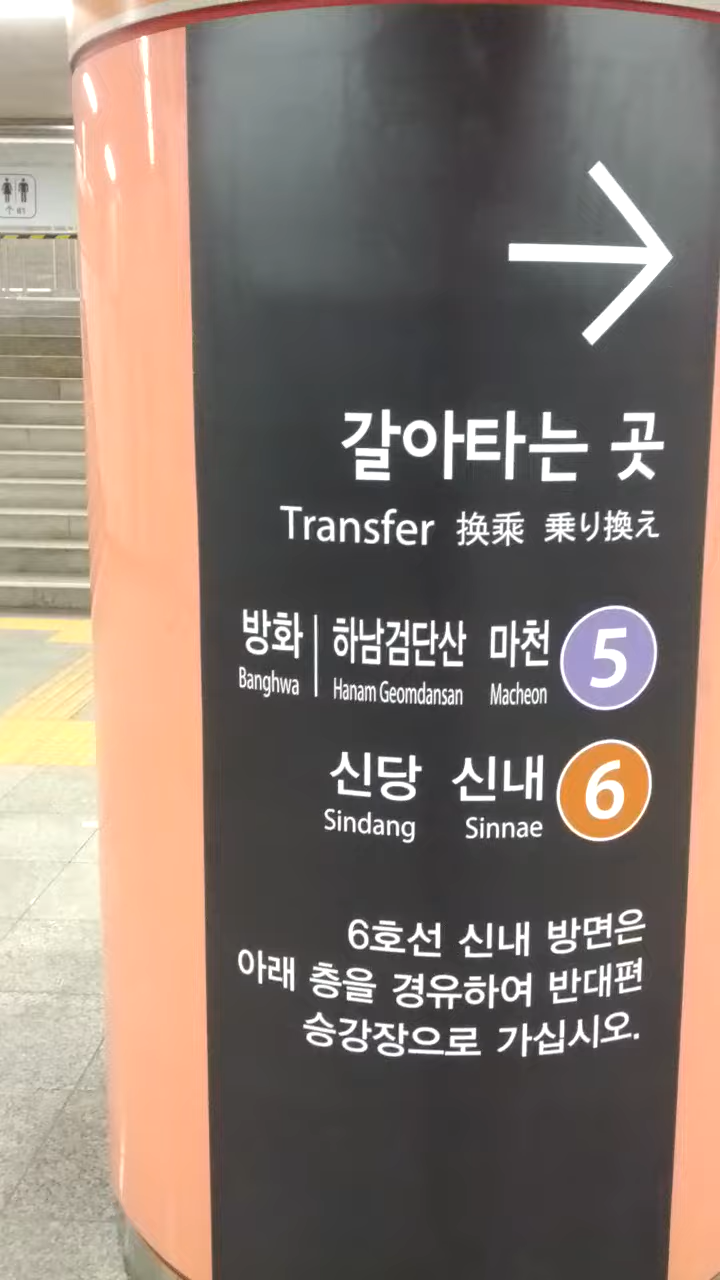 갈아타는 곳
Transfer 换乘 乗り換え
방화 | 하남검단산 마천 5
Banghwa Hanam Geomdansan Macheon
신당 신내 6
Sindang Sinnae
6호선 신내 방면은
아래 층을 경유하여 반대편
승강장으로 가십시오.